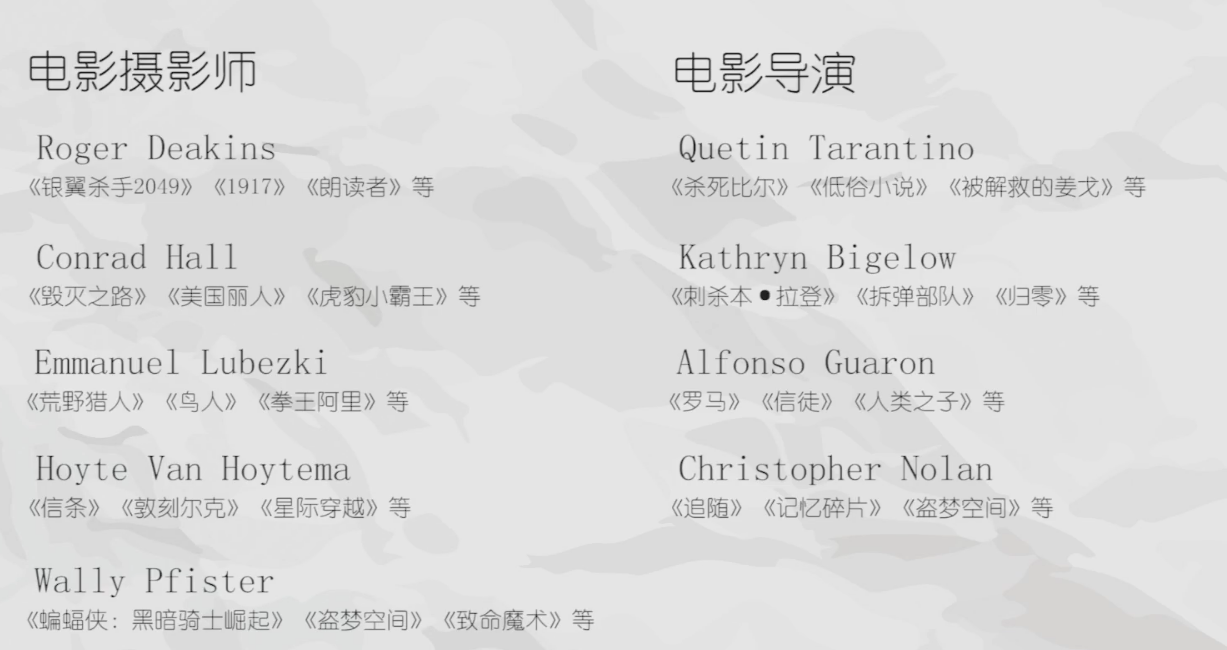 电影摄影师
Roger Deakins
《银翼杀手2049》《1917》《朗读者》等
Conrad Hall
《毁灭之路》《美国丽人》《虎豹小霸王》等
Emmanuel Lubezki
《荒野猎人》《鸟人》《拳王阿里》等
Hoyte Van Hoytema
《信条》《敦刻尔克》《星际穿越》等
Wally Pfister
《蝙蝠侠：黑暗骑士崛起》《盗梦空间》《致命魔术》等
电影导演
Quetin Tarantino
《杀死比尔》《低俗小说》《被解救的姜戈》等
Kathryn Bigelow
《刺杀本•拉登》《拆弹部队》《归零》等
Alfonso Guaron
《罗马》《信徒》《人类之子》等
Christopher Nolan
《追随》《记忆碎片》《盗梦空间》等